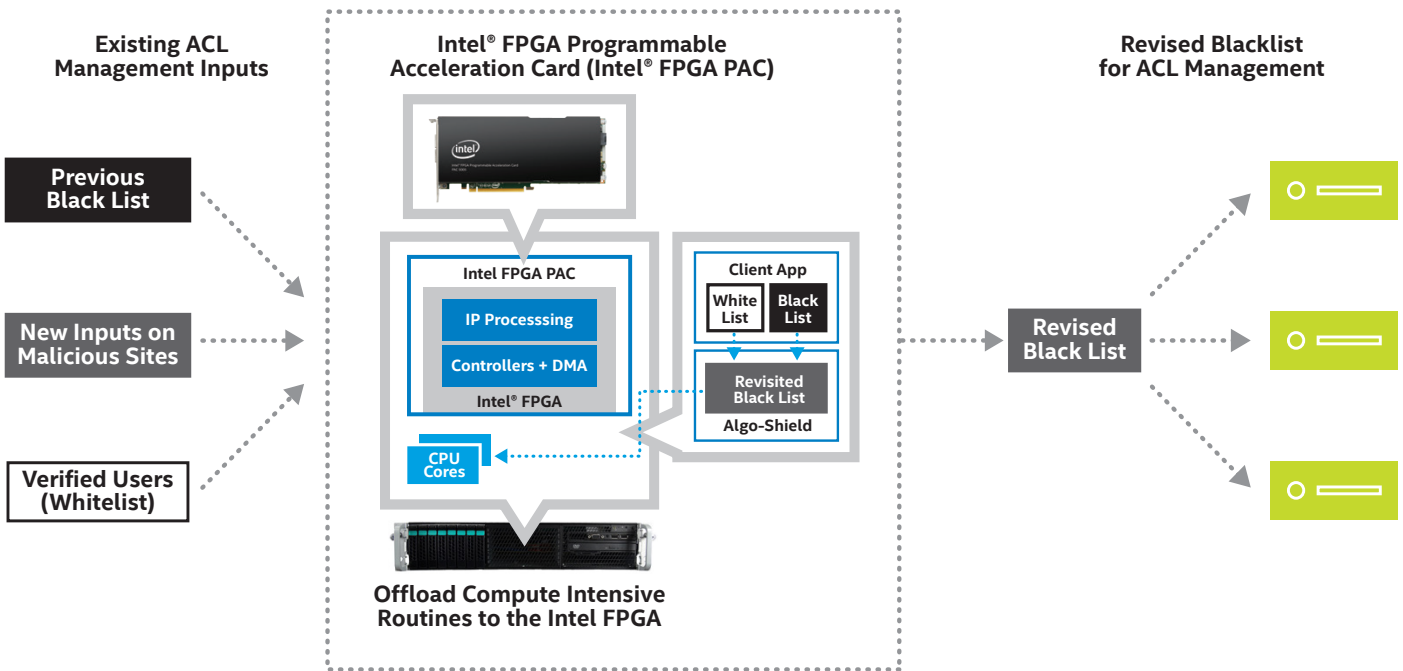 Existing ACL
Management Inputs
Previous
Black List
New Inputs on
Malicious Sites
Verified Users
(Whitelist)
Intel® FPGA Programmable
Acceleration Card (Intel® FPGA PAC)
intel
Intel FPGA PAC
IP Processsing
Controllers + DMA
Intel® FPGA
CPU
Cores
Client App
White
List
Black
List
Revisited
Black List
Algo-Shield
Offload Compute Intensive
Routines to the Intel FPGA
Revised Blacklist
for ACL Management
Revised
Black List